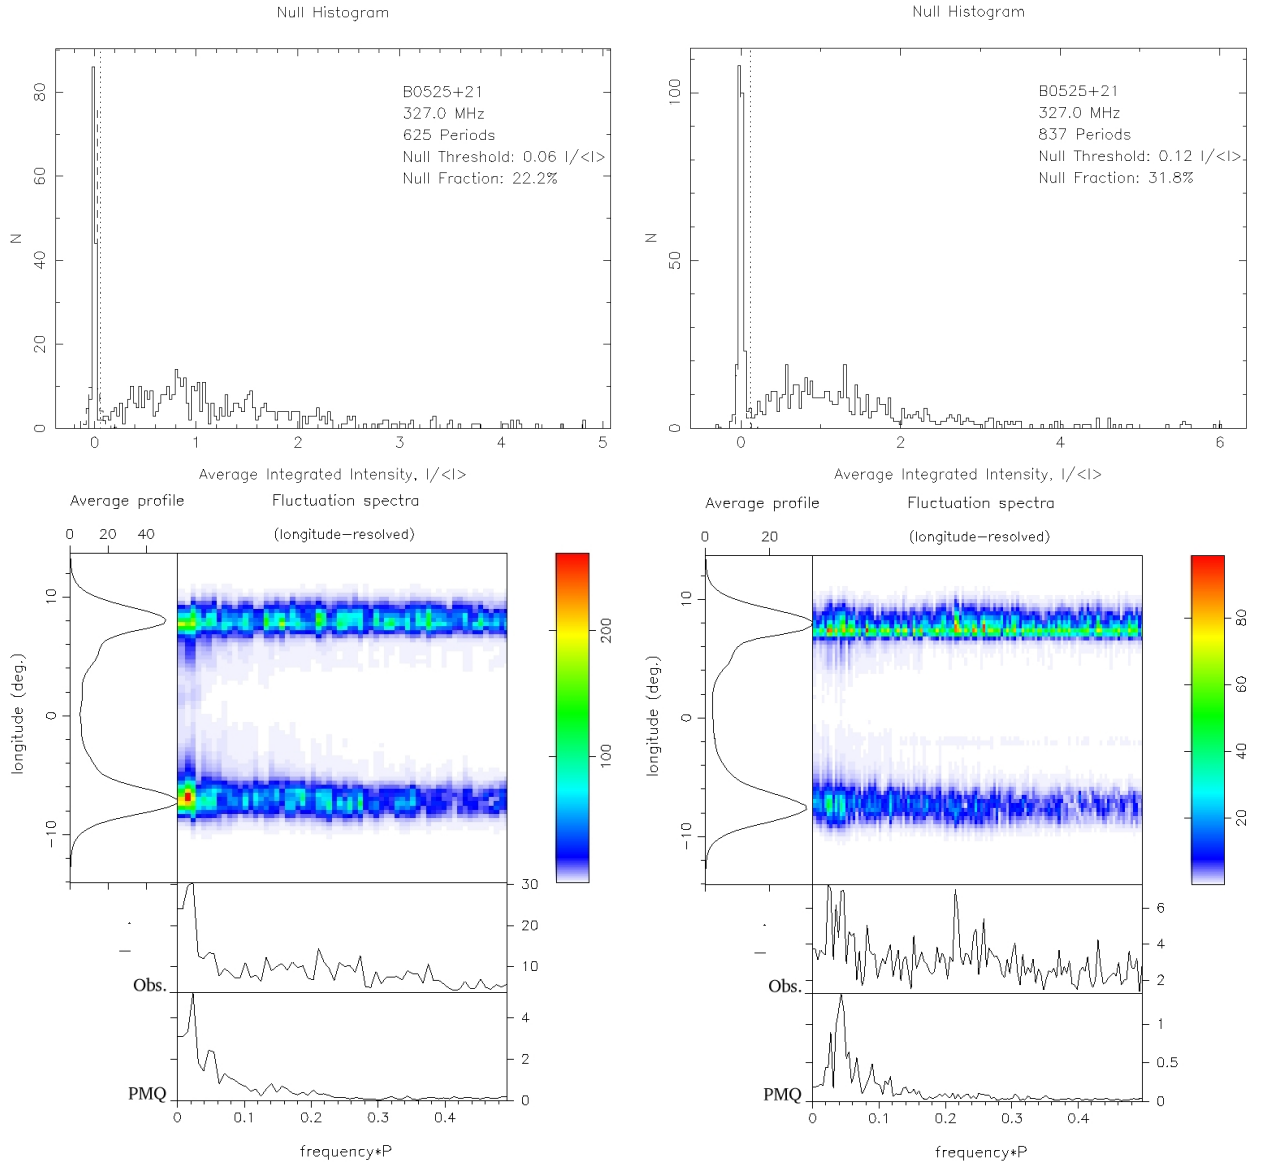 Null Histogram
80
60
40
20
0
N
B0525+21
327.0 MHz
625 Periods
Null Threshold: 0.06 I/<I>
Null Fraction: 22.2%
0 1 2 3 4 5
Average Integrated Intensity, I/<I>
Null Histogram
100
50
0
N
B0525+21
327.0 MHz
837 Periods
Null Threshold: 0.12 I/<I>
Null Fraction: 31.8%
0 2 4 6
Average Integrated Intensity, I/<I>
Average profile
Fluctuation spectra
(longitude-resolved)
0 20 40
10
0
-10
longitude (deg.)
200
100
30
20
10
Obs.
4
2
0
PMQ
0 0.1 0.2 0.3 0.4
frequency*P
Average profile
Fluctuation spectra
(longitude-resolved)
0 20
10
0
-10
longitude (deg.)
80
60
40
20
6
4
2
Obs.
1
0.5
0
PMQ
0 0.1 0.2 0.3 0.4
frequency*P